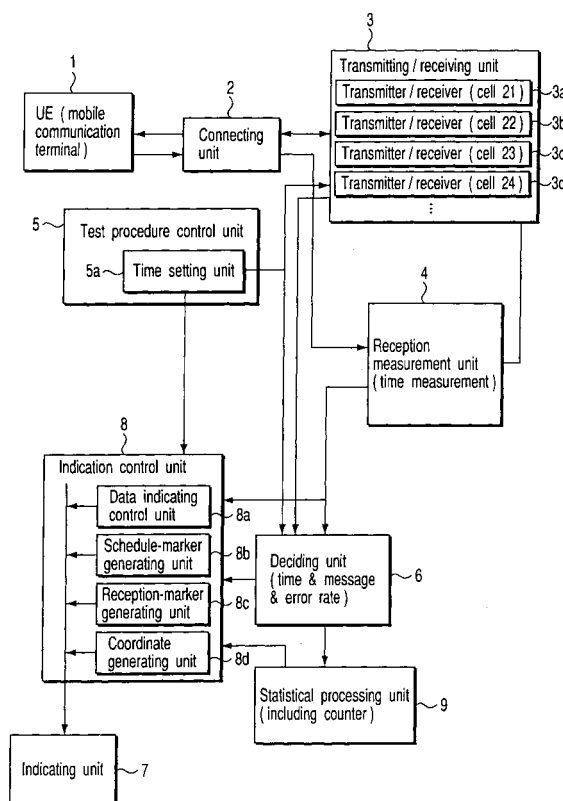 1
UE ( mobile
communication
terminal )
2
Connecting
unit
3
Transmitting / receiving unit
Transmitter / receiver ( cell 21 )
3a
Transmitter / receiver ( cell 22 )
3b
Transmitter / receiver ( cell 23 )
3c
Transmitter / receiver ( cell 24 )
3d
⋮
5
Test procedure control unit
5a
Time setting unit
4
Reception
measurement unit
( time measurement )
8
Indication control unit
Data indicating
control unit
8a
Schedule-marker
generating unit
8b
Reception-marker
generating unit
8c
Coordinate
generating unit
8d
Deciding unit
( time & message
& error rate )
6
Statistical processing unit
( including counter )
9
Indicating unit
7